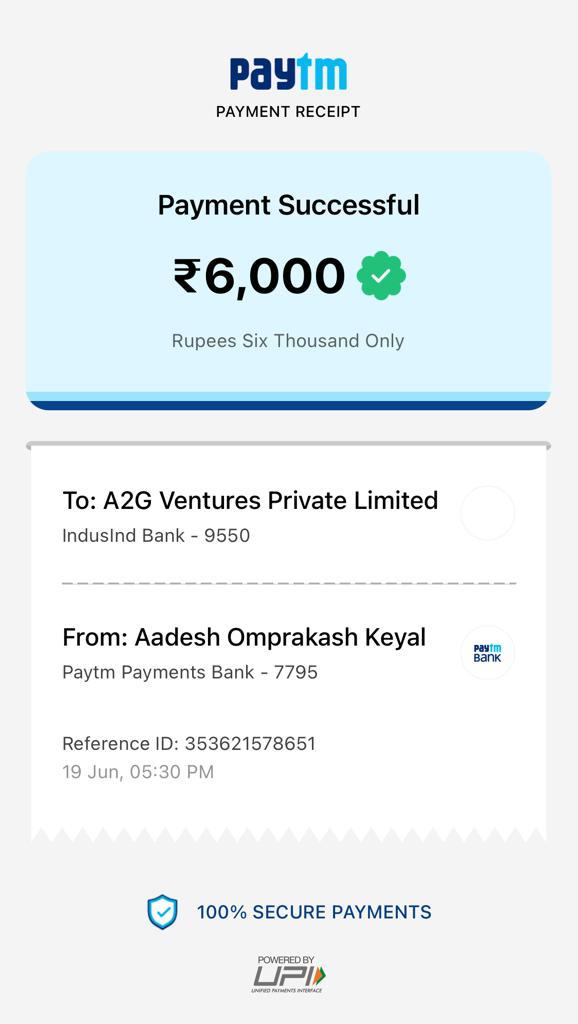 paytm
PAYMENT RECEIPT
Payment Successful
₹6,000
Rupees Six Thousand Only
To: A2G Ventures Private Limited
IndusInd Bank - 9550
From: Aadesh Omprakash Keyal
paytm
BANK
Paytm Payments Bank - 7795
Reference ID: 353621578651
19 Jun, 05:30 PM
100% SECURE PAYMENTS
POWERED BY
UPI
UNIFIED PAYMENTS INTERFACE